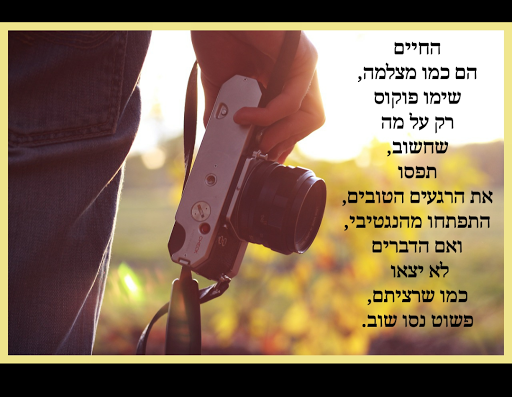 החיים
הם כמו מצלמה,
שימו פוקוס
רק על מה
שחשוב,
תפסו
את הרגעים הטובים,
התפתחו מהנגטיבי,
ואם הדברים
לא יצאו
כמו שרציתם,
פשוט נסו שוב.